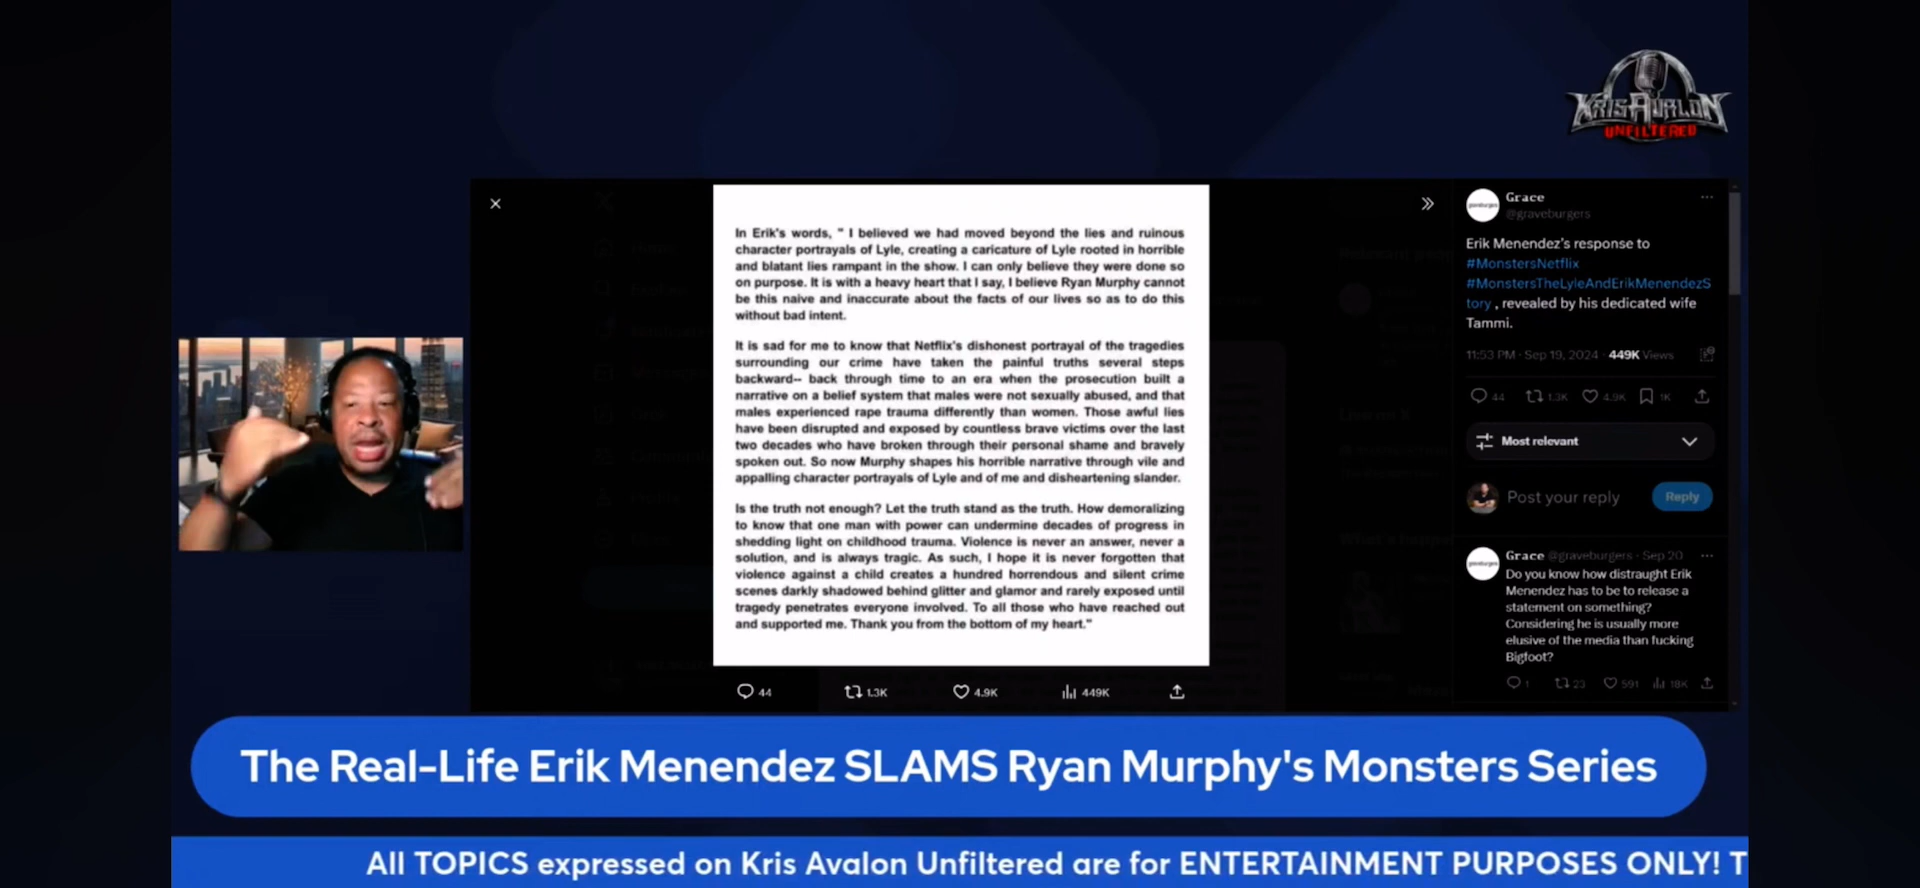 KRIS AVALON
UNFILTERED
In Erik's words, " I believed we had moved beyond the lies and ruinous
character portrayals of Lyle, creating a caricature of Lyle rooted in horrible
and blatant lies rampant in the show. I can only believe they were done so
on purpose. It is with a heavy heart that I say, I believe Ryan Murphy cannot
be this naive and inaccurate about the facts of our lives so as to do this
without bad intent.
It is sad for me to know that Netflix's dishonest portrayal of the tragedies
surrounding our crime have taken the painful truths several steps
backward-- back through time to an era when the prosecution built a
narrative on a belief system that males were not sexually abused, and that
males experienced rape trauma differently than women. Those awful lies
have been disrupted and exposed by countless brave victims over the last
two decades who have broken through their personal shame and bravely
spoken out. So now Murphy shapes his horrible narrative through vile and
appalling character portrayals of Lyle and of me and disheartening slander.
Is the truth not enough? Let the truth stand as the truth. How demoralizing
to know that one man with power can undermine decades of progress in
shedding light on childhood trauma. Violence is never an answer, never a
solution, and is always tragic. As such, I hope it is never forgotten that
violence against a child creates a hundred horrendous and silent crime
scenes darkly shadowed behind glitter and glamor and rarely exposed until
tragedy penetrates everyone involved. To all those who have reached out
and supported me. Thank you from the bottom of my heart."
44 1.3K 4.9K 449K
Grace
@graveburgers
Erik Menendez's response to
#MonstersNetflix
#MonstersTheLyleAndErikMenendezS
tory , revealed by his dedicated wife
Tammi.
11:53 PM · Sep 19, 2024 · 449K Views
44 1.3K 4.9K 1K
Most relevant
Post your reply
Reply
Grace @graveburgers · Sep 20
Do you know how distraught Erik
Menendez has to be to release a
statement on something?
Considering he is usually more
elusive of the media than fucking
Bigfoot?
1 23 591 18K
The Real-Life Erik Menendez SLAMS Ryan Murphy's Monsters Series
All TOPICS expressed on Kris Avalon Unfiltered are for ENTERTAINMENT PURPOSES ONLY! T